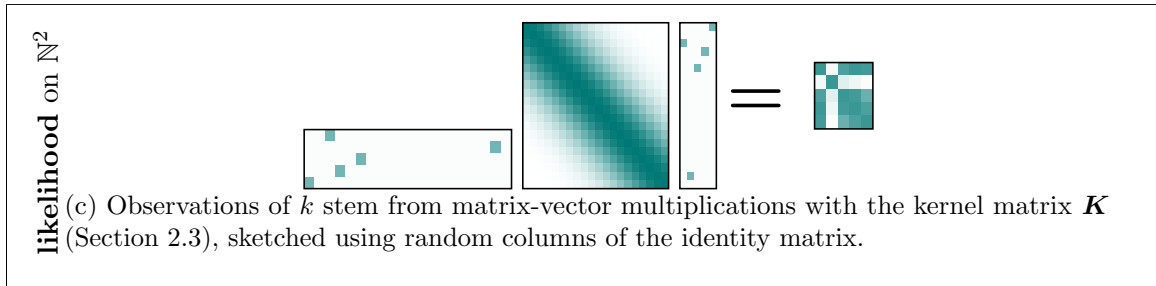 likelihood on ℕ²
=
(c) Observations of k stem from matrix-vector multiplications with the kernel matrix K
(Section 2.3), sketched using random columns of the identity matrix.